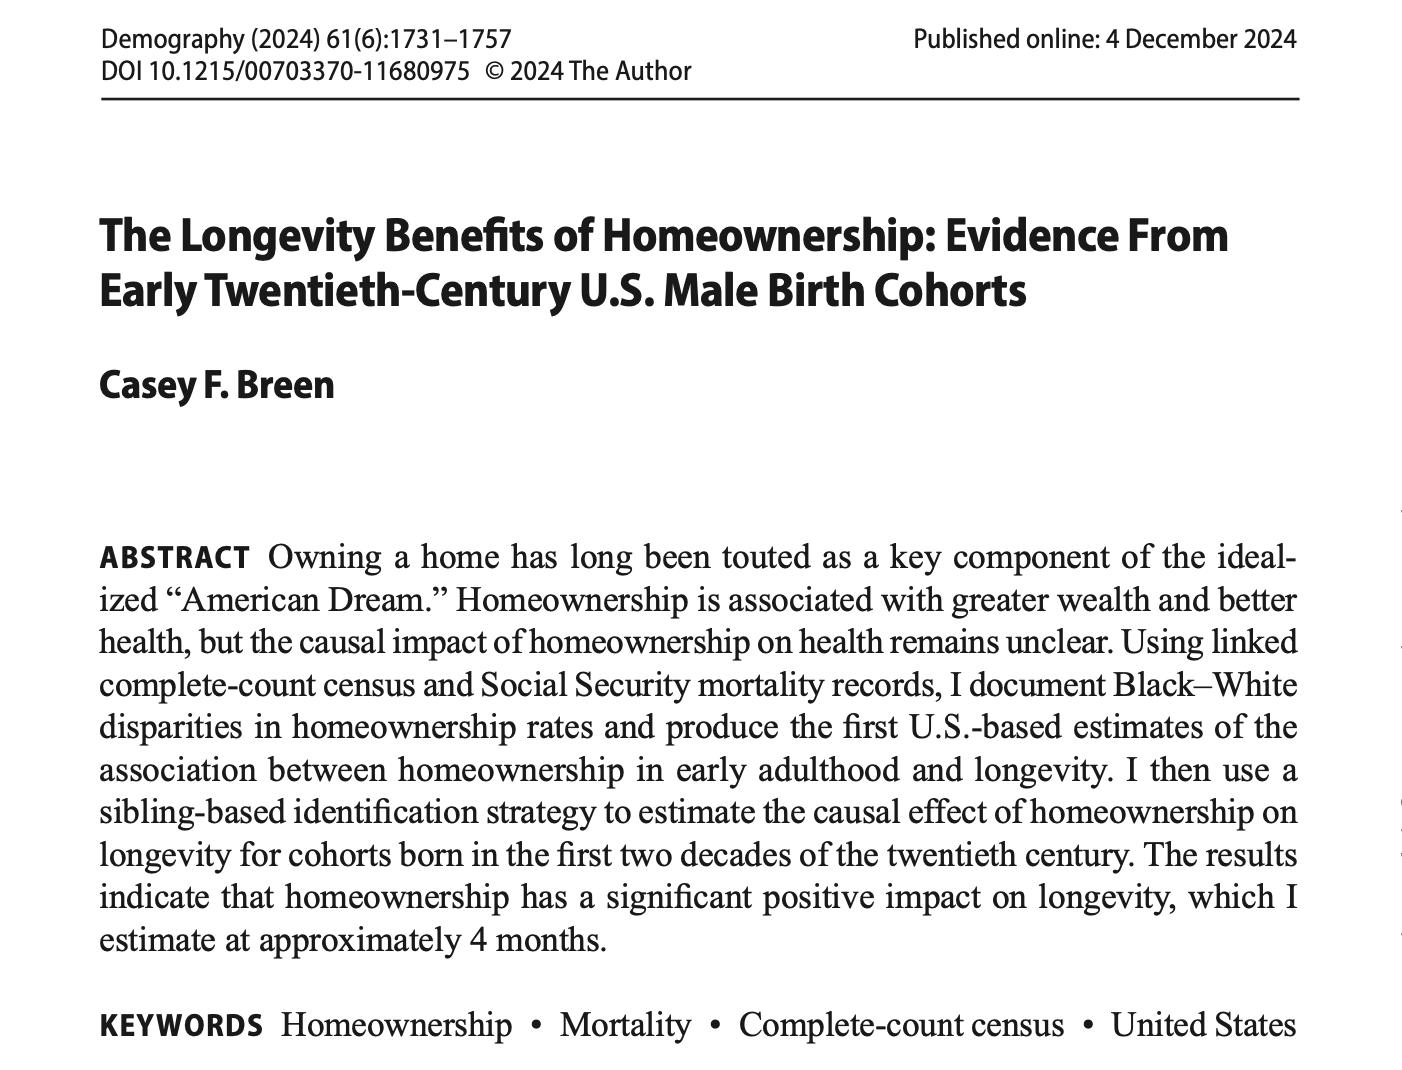 Demography (2024) 61(6):1731–1757
Published online: 4 December 2024
DOI 10.1215/00703370-11680975 © 2024 The Author
The Longevity Benefits of Homeownership: Evidence From
Early Twentieth-Century U.S. Male Birth Cohorts
Casey F. Breen
ABSTRACT Owning a home has long been touted as a key component of the ideal-
ized “American Dream.” Homeownership is associated with greater wealth and better
health, but the causal impact of homeownership on health remains unclear. Using linked
complete-count census and Social Security mortality records, I document Black–White
disparities in homeownership rates and produce the first U.S.-based estimates of the
association between homeownership in early adulthood and longevity. I then use a
sibling-based identification strategy to estimate the causal effect of homeownership on
longevity for cohorts born in the first two decades of the twentieth century. The results
indicate that homeownership has a significant positive impact on longevity, which I
estimate at approximately 4 months.
KEYWORDS Homeownership • Mortality • Complete-count census • United States